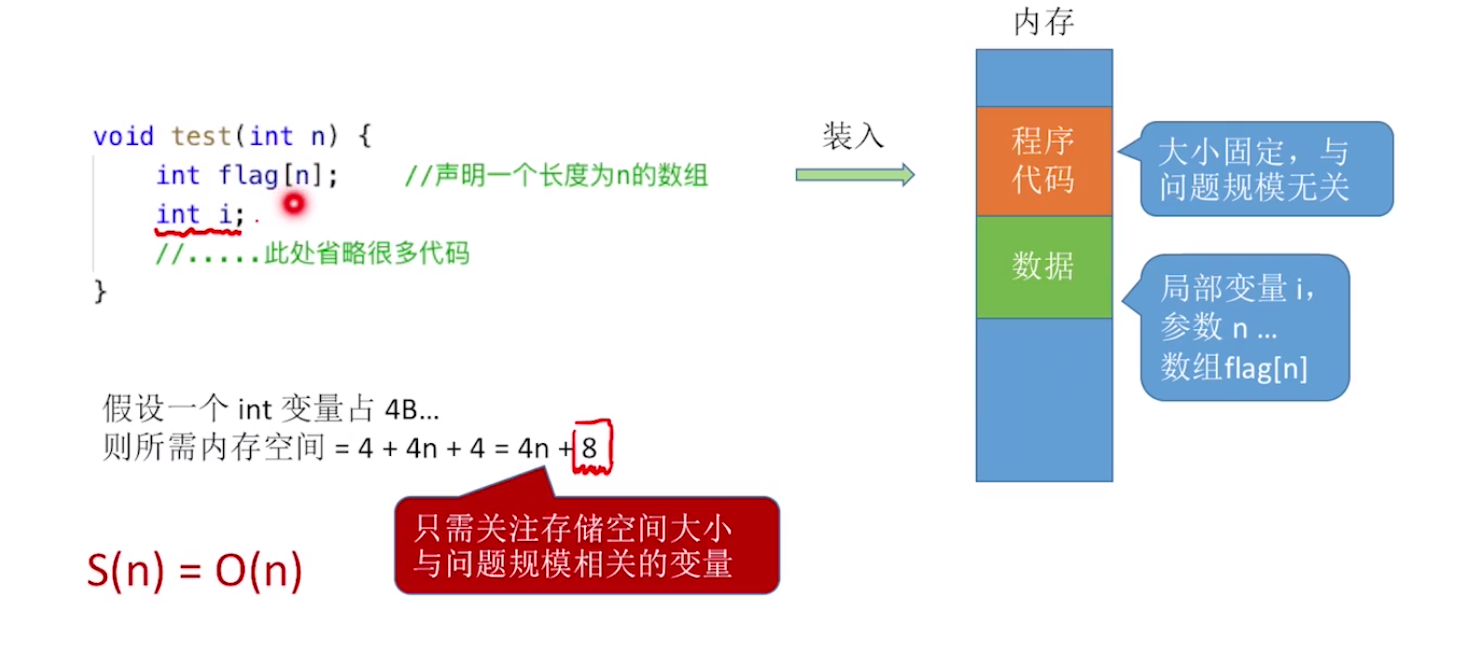 void test(int n) {
int flag[n]; //声明一个长度为n的数组
int i;
//.....此处省略很多代码
}
假设一个 int 变量占 4B...
则所需内存空间 = 4 + 4n + 4 = 4n + 8
只需关注存储空间大小
与问题规模相关的变量
S(n) = O(n)
装入
内存
程序
代码
数据
大小固定，与
问题规模无关
局部变量 i，
参数 n ...
数组flag[n]